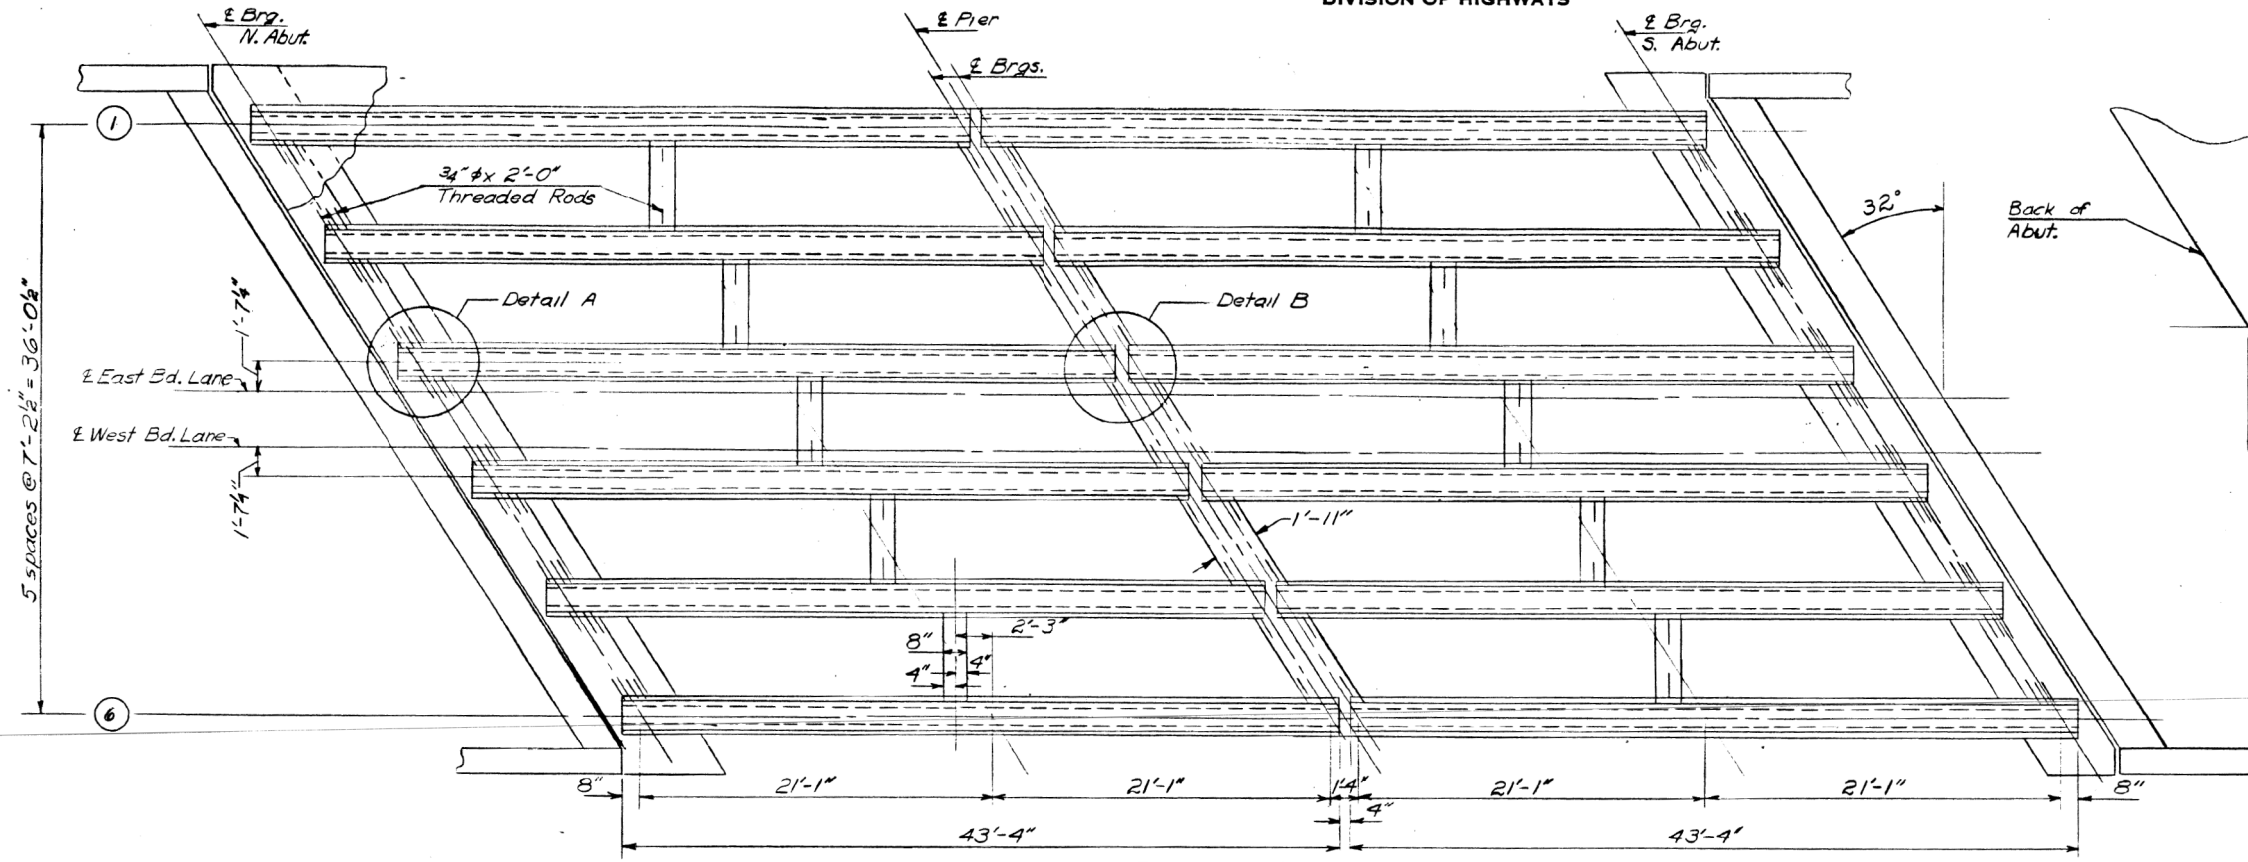 DIVISION OF HIGHWAYS
℄ Brg.
N. Abut.
℄ Pier
℄ Brgs.
℄ Brg.
S. Abut.
1
3/4" ϕ x 2'-0"
Threaded Rods
32°
Back of
Abut.
5 spaces @ 7'-2½" = 36'-0½"
1'-7¼"
Detail A
Detail B
℄ East Bd. Lane
℄ West Bd. Lane
1'-7¼"
1'-11"
2'-3"
8"
4"
4"
6
8"
21'-1"
21'-1"
1'-4"
21'-1"
21'-1"
8"
4"
43'-4"
43'-4"